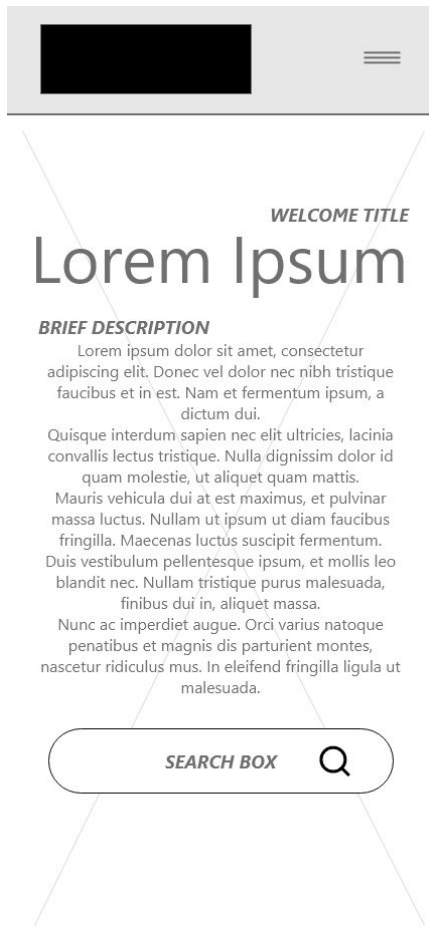 WELCOME TITLE
Lorem Ipsum
BRIEF DESCRIPTION
Lorem ipsum dolor sit amet, consectetur
adipiscing elit. Donec vel dolor nec nibh tristique
faucibus et in est. Nam et fermentum ipsum, a
dictum dui.
Quisque interdum sapien nec elit ultricies, lacinia
convallis lectus tristique. Nulla dignissim dolor id
quam molestie, ut aliquet quam mattis.
Mauris vehicula dui at est maximus, et pulvinar
massa luctus. Nullam ut ipsum ut diam faucibus
fringilla. Maecenas luctus suscipit fermentum.
Duis vestibulum pellentesque ipsum, et mollis leo
blandit nec. Nullam tristique purus malesuada,
finibus dui in, aliquet massa.
Nunc ac imperdiet augue. Orci varius natoque
penatibus et magnis dis parturient montes,
nascetur ridiculus mus. In eleifend fringilla ligula ut
malesuada.
SEARCH BOX